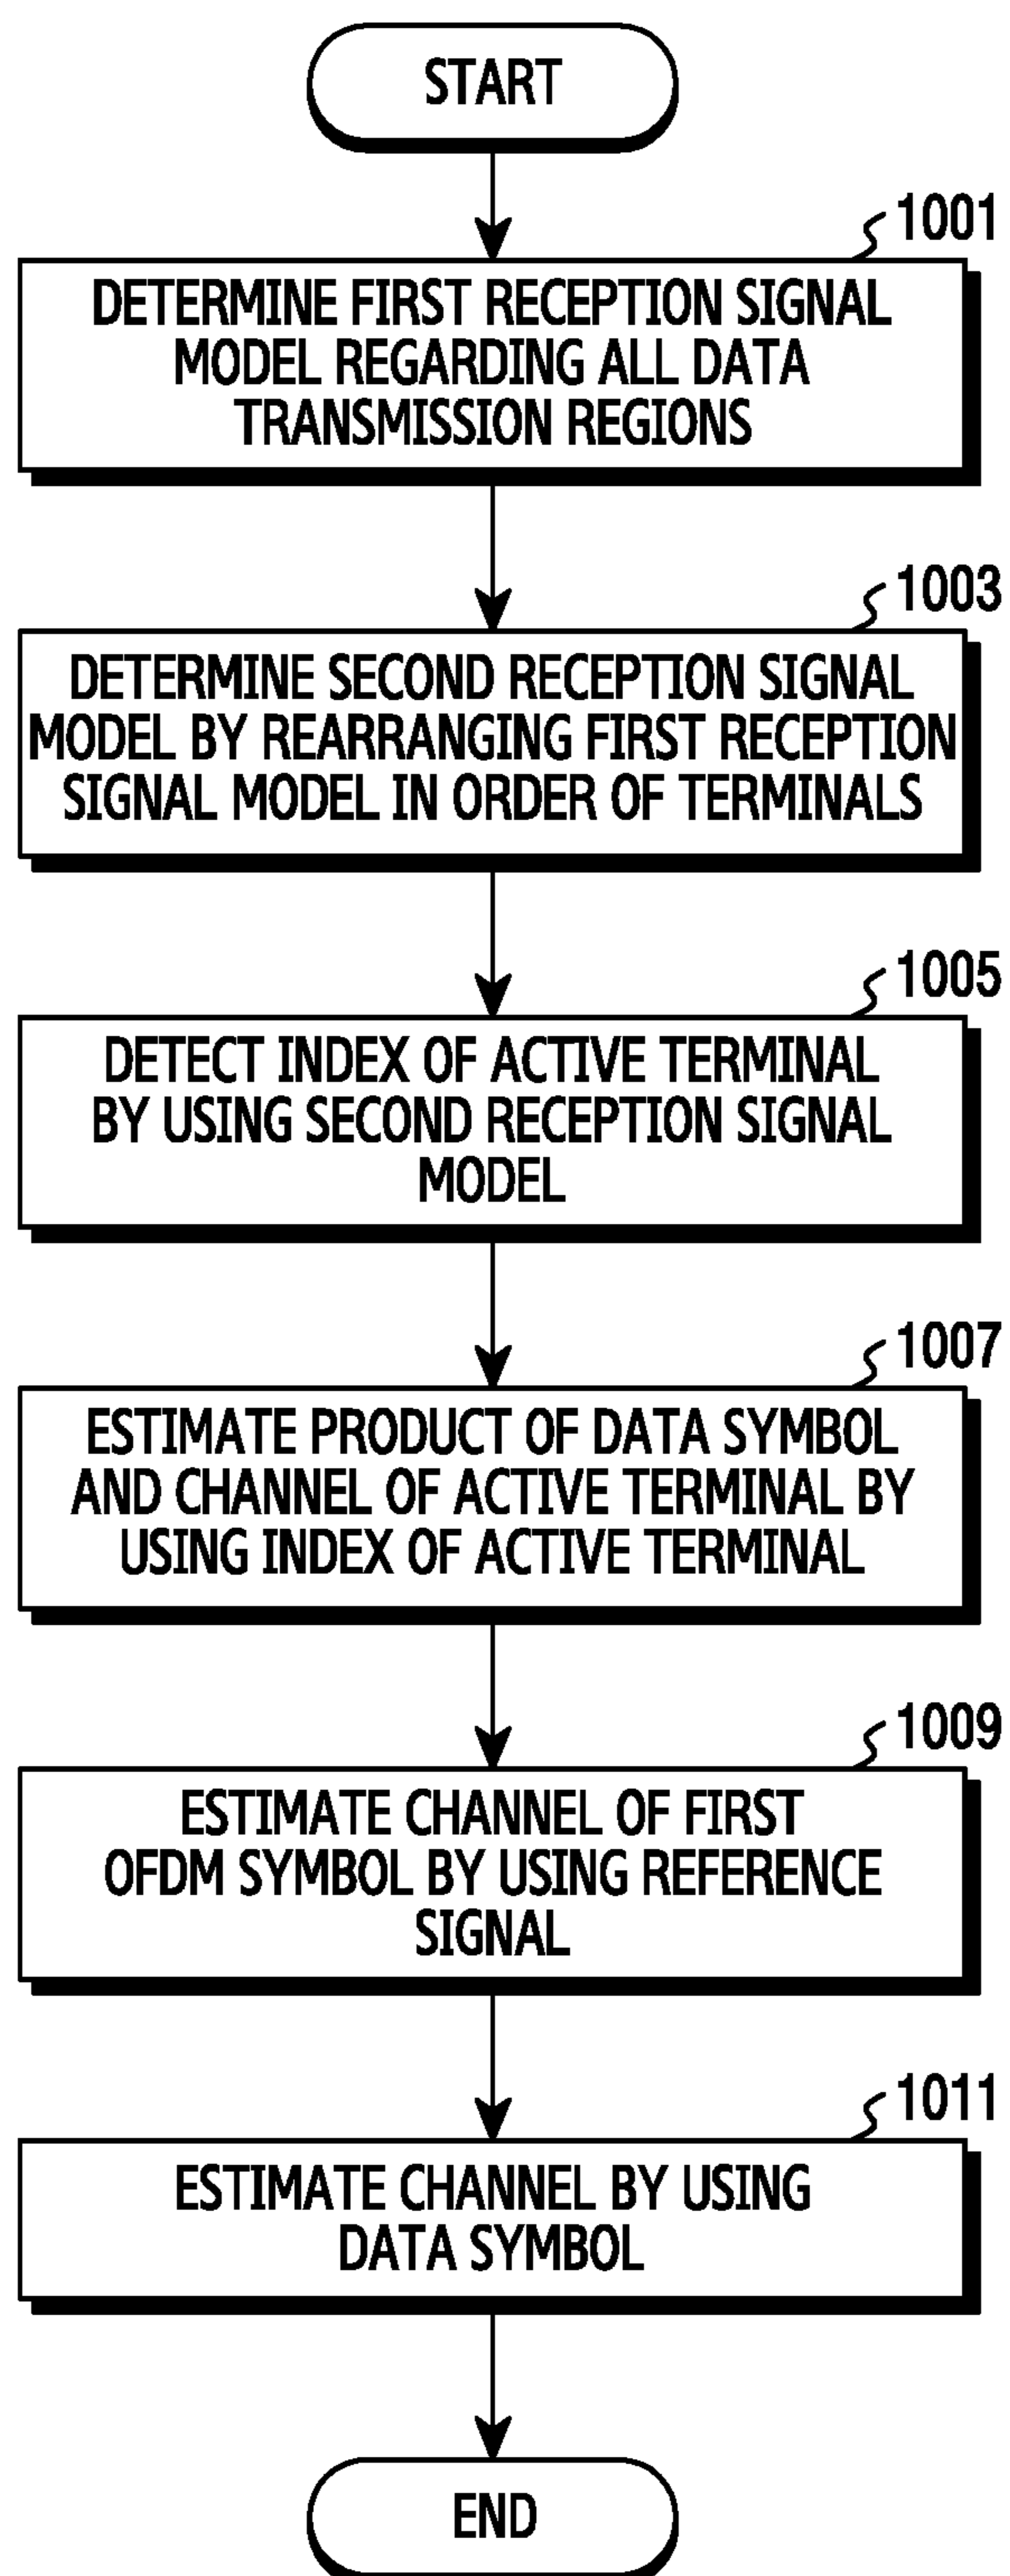 START
1001
DETERMINE FIRST RECEPTION SIGNAL
MODEL REGARDING ALL DATA
TRANSMISSION REGIONS
1003
DETERMINE SECOND RECEPTION SIGNAL
MODEL BY REARRANGING FIRST RECEPTION
SIGNAL MODEL IN ORDER OF TERMINALS
1005
DETECT INDEX OF ACTIVE TERMINAL
BY USING SECOND RECEPTION SIGNAL
MODEL
1007
ESTIMATE PRODUCT OF DATA SYMBOL
AND CHANNEL OF ACTIVE TERMINAL BY
USING INDEX OF ACTIVE TERMINAL
1009
ESTIMATE CHANNEL OF FIRST
OFDM SYMBOL BY USING REFERENCE
SIGNAL
1011
ESTIMATE CHANNEL BY USING
DATA SYMBOL
END